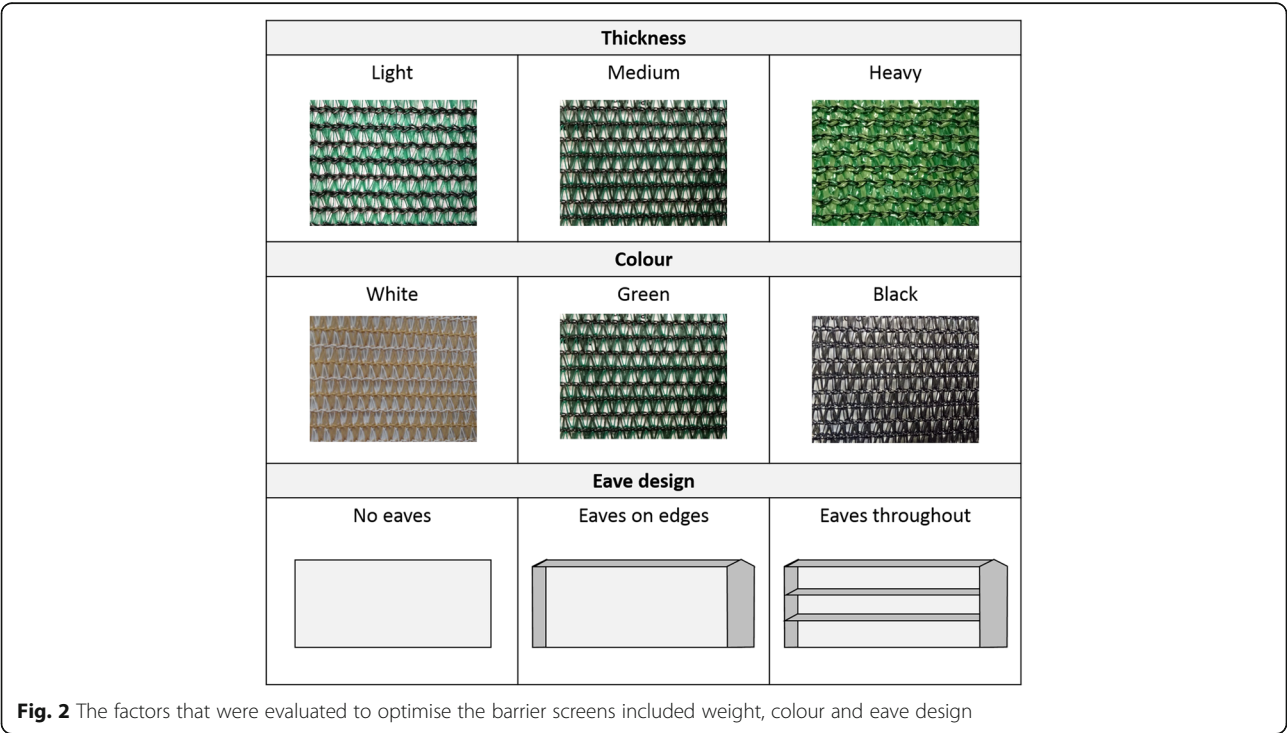 Thickness
Light Medium Heavy
Colour
White Green Black
Eave design
No eaves Eaves on edges Eaves throughout
Fig. 2 The factors that were evaluated to optimise the barrier screens included weight, colour and eave design